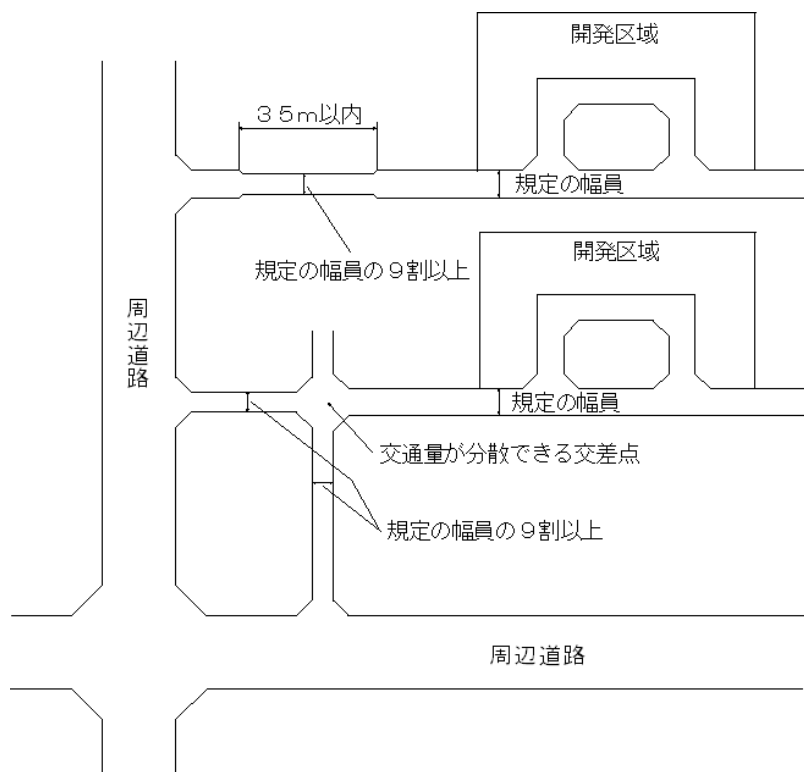 開発区域
３５ｍ以内
規定の幅員
規定の幅員の９割以上
開発区域
周辺道路
規定の幅員
交通量が分散できる交差点
規定の幅員の９割以上
周辺道路